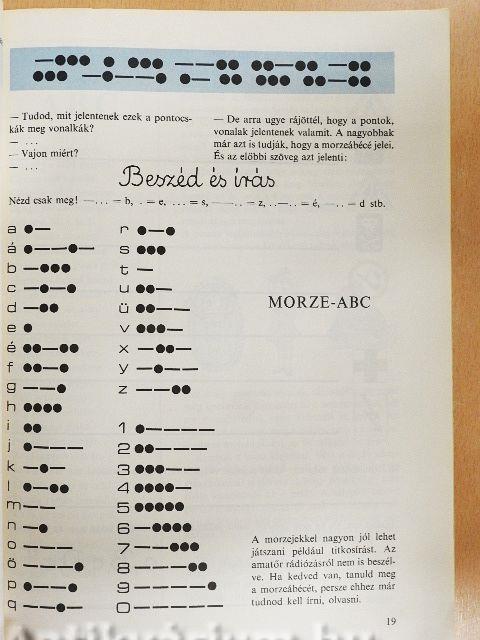 —••• • ••• ——•• ••—•• —••
— Tudod, mit jelentenek ezek a pontocs-
kák meg vonalkák?
— ...
— Vajon miért?
— ...
— De arra ugye rájöttél, hogy a pontok,
vonalak jelentenek valamit. A nagyobbak
már azt is tudják, hogy a morzeábécé jelei.
És az előbbi szöveg azt jelenti:
Beszéd és írás
Nézd csak meg! —... = b, . = e, ... = s, ——.. = z, ..—.. = é, —.. = d stb.
a •—
á •——•—
b —•••
c —•—•
d —••
e •
é ••—••
f ••—•
g ——•
h ••••
i ••
j •———
k —•—
l •—••
m ——
n —•
o ———
ö ———•
p •——•
q ——•—
r •—•
s •••
t —
u ••—
ü ••——
v •••—
x —••—
y —•——
z ——••
1 •————
2 ••———
3 •••——
4 ••••—
5 •••••
6 —••••
7 ——•••
8 ———••
9 ————•
0 —————
MORZE-ABC
A morzejekkel nagyon jól lehet
játszani például titkosírást. Az
amatőr rádiózásról nem is beszél-
ve. Ha kedved van, tanuld meg
a morzeábécét, persze ehhez már
tudnod kell írni, olvasni.
19